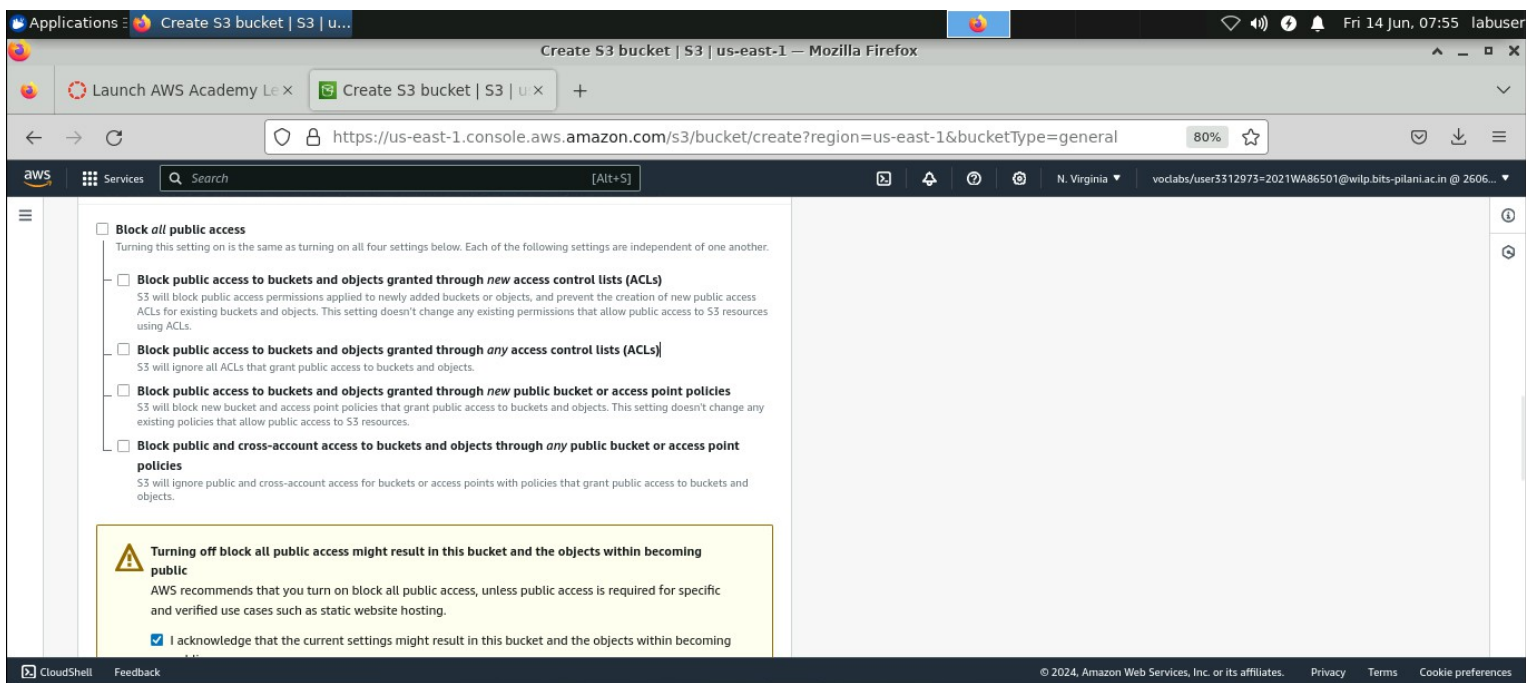 Applications
Create S3 bucket | S3 | u...
Fri 14 Jun, 07:55 labuser
Create S3 bucket | S3 | us-east-1 — Mozilla Firefox
Launch AWS Academy Le
Create S3 bucket | S3 | u
https://us-east-1.console.aws.amazon.com/s3/bucket/create?region=us-east-1&bucketType=general
80%
aws
Services
Search
[Alt+S]
N. Virginia
voclabs/user3312973=2021WA86501@wilp.bits-pilani.ac.in @ 2606...
Block all public access
Turning this setting on is the same as turning on all four settings below. Each of the following settings are independent of one another.
Block public access to buckets and objects granted through new access control lists (ACLs)
S3 will block public access permissions applied to newly added buckets or objects, and prevent the creation of new public access
ACLs for existing buckets and objects. This setting doesn't change any existing permissions that allow public access to S3 resources
using ACLs.
Block public access to buckets and objects granted through any access control lists (ACLs)
S3 will ignore all ACLs that grant public access to buckets and objects.
Block public access to buckets and objects granted through new public bucket or access point policies
S3 will block new bucket and access point policies that grant public access to buckets and objects. This setting doesn't change any
existing policies that allow public access to S3 resources.
Block public and cross-account access to buckets and objects through any public bucket or access point
policies
S3 will ignore public and cross-account access for buckets or access points with policies that grant public access to buckets and
objects.
Turning off block all public access might result in this bucket and the objects within becoming
public
AWS recommends that you turn on block all public access, unless public access is required for specific
and verified use cases such as static website hosting.
I acknowledge that the current settings might result in this bucket and the objects within becoming
CloudShell
Feedback
© 2024, Amazon Web Services, Inc. or its affiliates.
Privacy
Terms
Cookie preferences